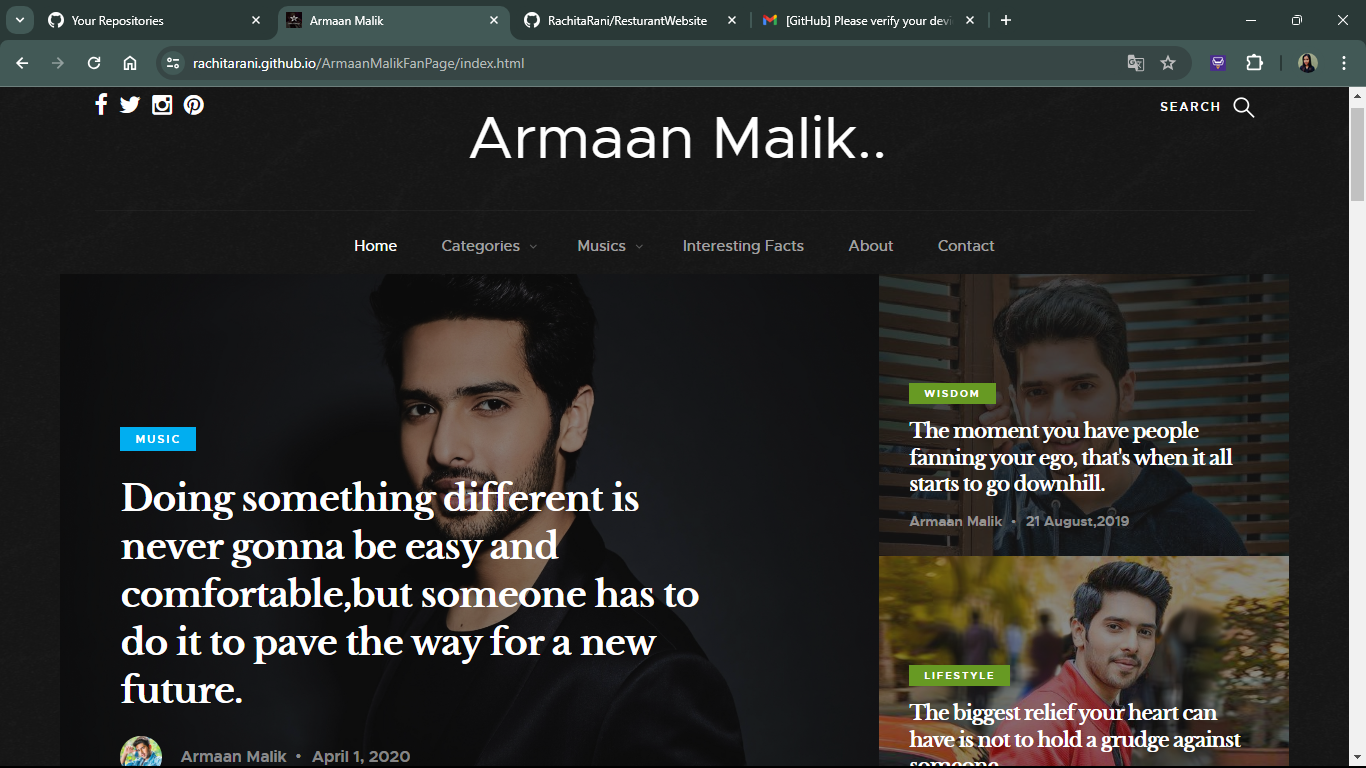 Your Repositories
Armaan Malik
RachitaRani/ResturantWebsite
[GitHub] Please verify your devi
rachitarani.github.io/ArmaanMalikFanPage/index.html
SEARCH
Armaan Malik..
Home Categories Musics Interesting Facts About Contact
MUSIC
Doing something different is
never gonna be easy and
comfortable,but someone has to
do it to pave the way for a new
future.
Armaan Malik • April 1, 2020
WISDOM
The moment you have people
fanning your ego, that's when it all
starts to go downhill.
Armaan Malik • 21 August,2019
LIFESTYLE
The biggest relief your heart can
have is not to hold a grudge against
someone